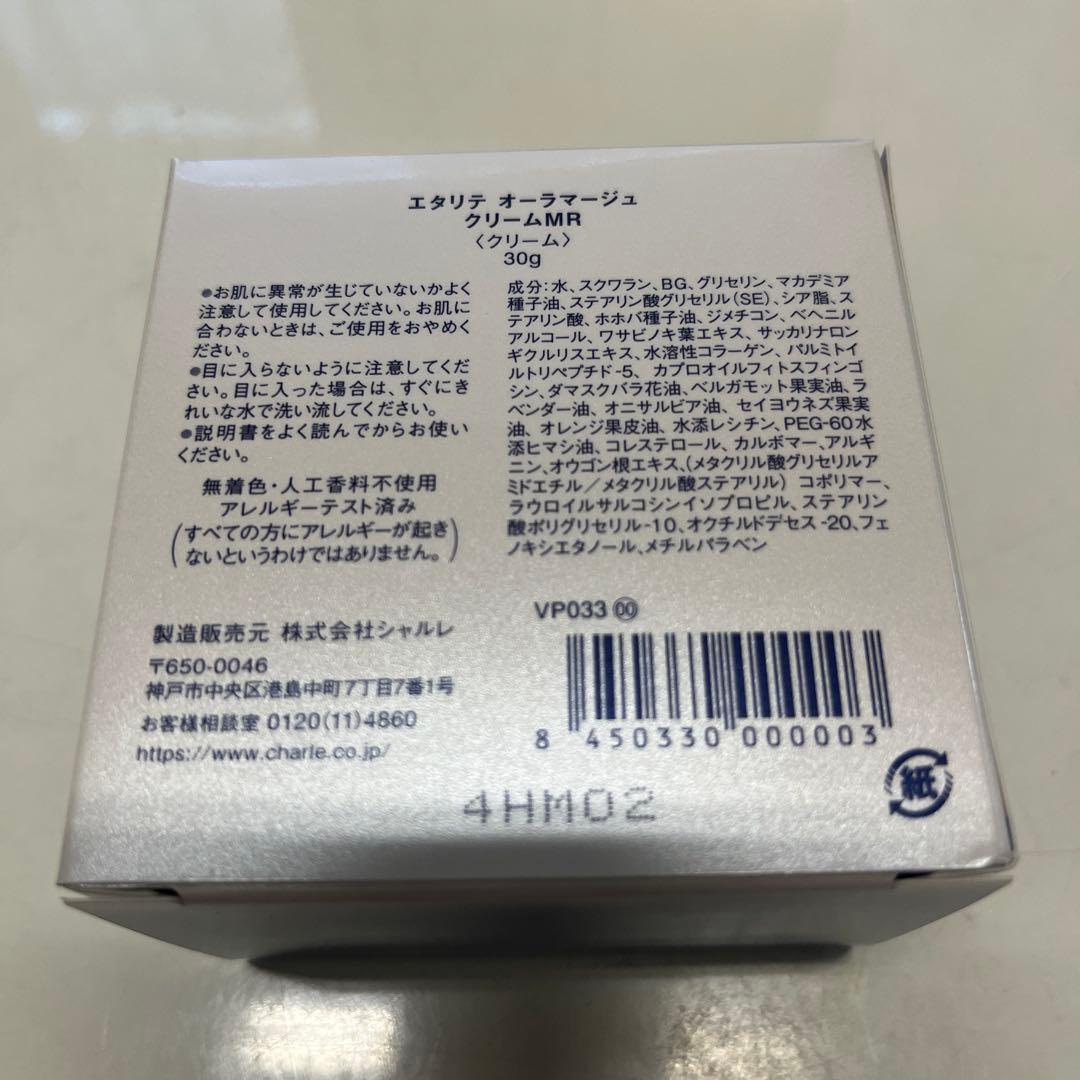 エタリテ オーラマージュ
クリームMR
〈クリーム〉
30g
●お肌に異常が生じていないかよく
注意して使用してください。お肌に
合わないときは、ご使用をおやめく
ださい。
●目に入らないように注意してくだ
さい。目に入った場合は、すぐにき
れいな水で洗い流してください。
●説明書をよく読んでからお使い
ください。
無着色・人工香料不使用
アレルギーテスト済み
(すべての方にアレルギーが起き
ないというわけではありません。)
成分:水、スクワラン、BG、グリセリン、マカデミア
種子油、ステアリン酸グリセリル(SE)、シア脂、ス
テアリン酸、ホホバ種子油、ジメチコン、ベヘニル
アルコール、ワサビノキ葉エキス、サッカリナロン
ギクルリスエキス、水溶性コラーゲン、パルミトイ
ルトリペプチド-5、カプロオイルフィトスフィンゴ
シン、ダマスクバラ花油、ベルガモット果実油、ラ
ベンダー油、オニサルビア油、セイヨウネズ果実
油、オレンジ果皮油、水添レシチン、PEG-60水
添ヒマシ油、コレステロール、カルボマー、アルギ
ニン、オウゴン根エキス、(メタクリル酸グリセリルア
ミドエチル/メタクリル酸ステアリル)コポリマー、
ラウロイルサルコシンイソプロピル、ステアリン
酸ポリグリセリル-10、オクチルドデセス-20、フェ
ノキシエタノール、メチルパラベン
製造販売元 株式会社シャルレ
〒650-0046
神戸市中央区港島中町7丁目7番1号
お客様相談室 0120(11)4860
https://www.charle.co.jp/
VP033 00
8 450330 000003
紙
4HM02